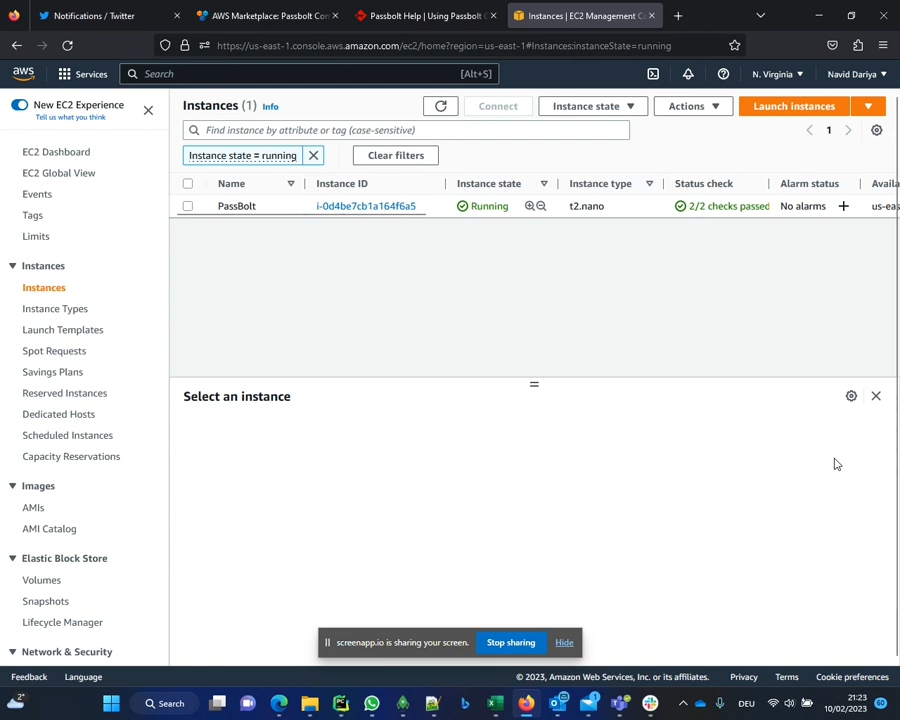 Notifications / Twitter
AWS Marketplace: Passbolt Co
Passbolt Help | Using Passbolt C
Instances | EC2 Management C
https://us-east-1.console.aws.amazon.com/ec2/home?region=us-east-1#Instances:instanceState=running
aws
Services
Search
[Alt+S]
N. Virginia
Navid Dariya
New EC2 Experience
Tell us what you think
EC2 Dashboard
EC2 Global View
Events
Tags
Limits
Instances
Instances
Instance Types
Launch Templates
Spot Requests
Savings Plans
Reserved Instances
Dedicated Hosts
Scheduled Instances
Capacity Reservations
Images
AMIs
AMI Catalog
Elastic Block Store
Volumes
Snapshots
Lifecycle Manager
Network & Security
Instances (1) Info
Connect
Instance state
Actions
Launch instances
Find instance by attribute or tag (case-sensitive)
1
Instance state = running
Clear filters
Name Instance ID Instance state Instance type Status check Alarm status Availa
PassBolt i-0d4be7cb1a164f6a5 Running t2.nano 2/2 checks passed No alarms us-eas
Select an instance
screenapp.io is sharing your screen. Stop sharing Hide
Feedback Language © 2023, Amazon Web Services, Inc. or its affiliates. Privacy Terms Cookie preferences
2°
Search
DEU
21:23
10/02/2023
60